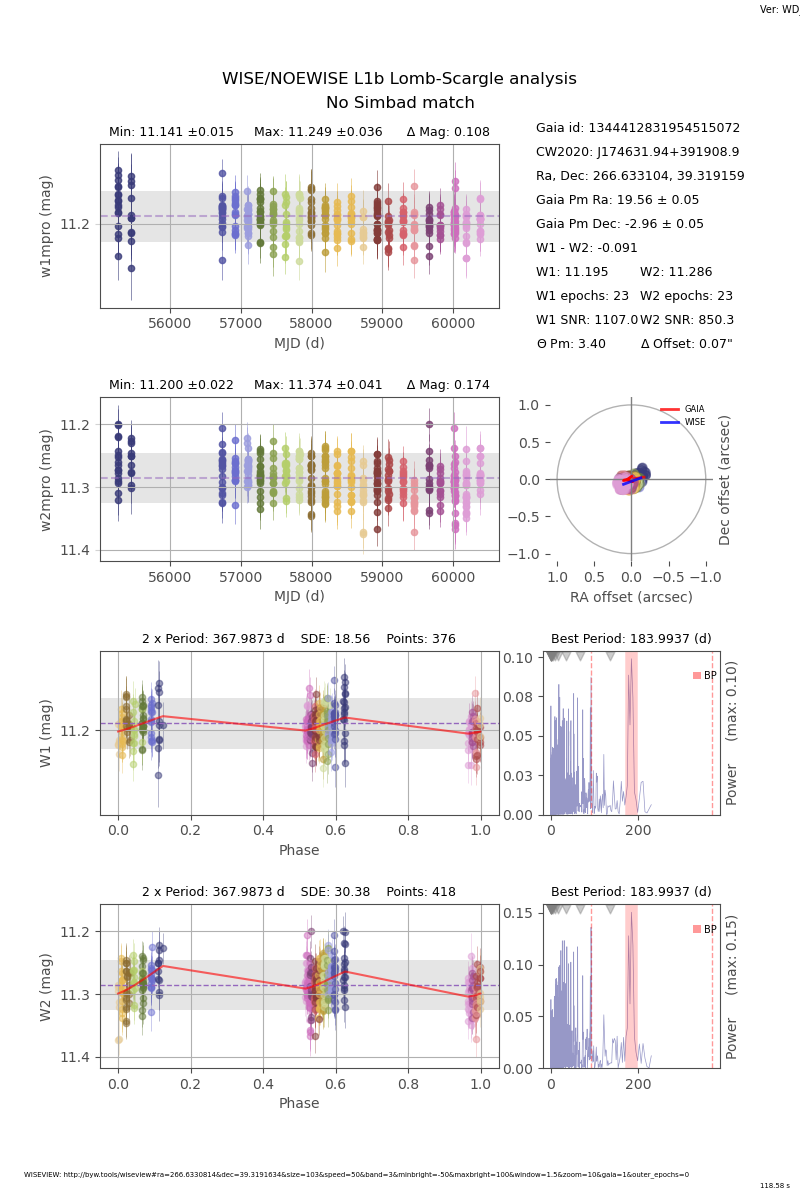 Ver: WD_
WISE/NOEWISE L1b Lomb-Scargle analysis
No Simbad match
Min: 11.141 ±0.015 Max: 11.249 ±0.036 Δ Mag: 0.108
w1mpro (mag)
11.2
56000 57000 58000 59000 60000
MJD (d)
Gaia id: 1344412831954515072
CW2020: J174631.94+391908.9
Ra, Dec: 266.633104, 39.319159
Gaia Pm Ra: 19.56 ± 0.05
Gaia Pm Dec: -2.96 ± 0.05
W1 - W2: -0.091
W1: 11.195 W2: 11.286
W1 epochs: 23 W2 epochs: 23
W1 SNR: 1107.0 W2 SNR: 850.3
Θ Pm: 3.40 Δ Offset: 0.07"
Min: 11.200 ±0.022 Max: 11.374 ±0.041 Δ Mag: 0.174
w2mpro (mag)
11.2
11.3
11.4
56000 57000 58000 59000 60000
MJD (d)
GAIA
WISE
1.0
0.5
0.0
−0.5
−1.0
1.0 0.5 0.0 −0.5 −1.0
RA offset (arcsec)
Dec offset (arcsec)
2 x Period: 367.9873 d SDE: 18.56 Points: 376
W1 (mag)
11.2
0.0 0.2 0.4 0.6 0.8 1.0
Phase
Best Period: 183.9937 (d)
BP
0.10
0.08
0.05
0.03
0.00
0 200
Power (max: 0.10)
2 x Period: 367.9873 d SDE: 30.38 Points: 418
W2 (mag)
11.2
11.3
11.4
0.0 0.2 0.4 0.6 0.8 1.0
Phase
Best Period: 183.9937 (d)
BP
0.15
0.10
0.05
0.00
0 200
Power (max: 0.15)
WISEVIEW: http://byw.tools/wiseview#ra=266.6330814&dec=39.3191634&size=103&speed=50&band=3&minbright=-50&maxbright=100&window=1.5&zoom=10&gaia=1&outer_epochs=0
118.58 s